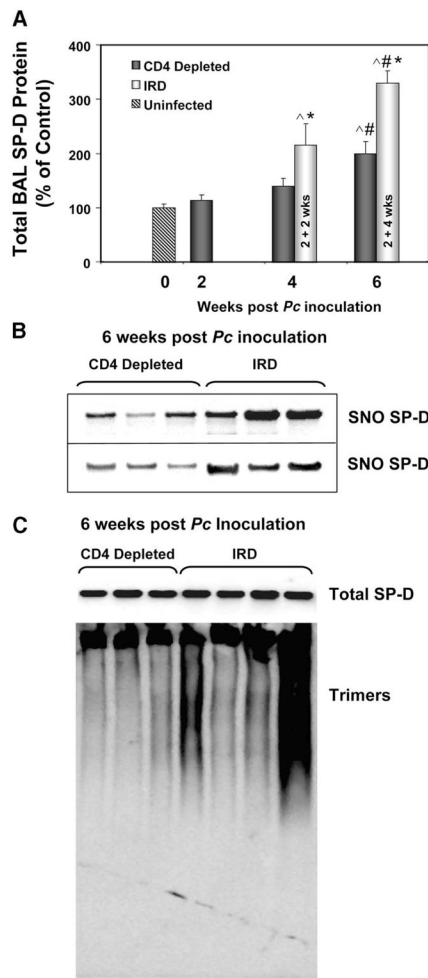 A
Total BAL SP-D Protein
(% of Control)
400
300
200
100
0
CD4 Depleted
IRD
Uninfected
^ *
^#
^# *
2 + 2 wks
2 + 4 wks
0 2 4 6
Weeks post Pc inoculation
B
6 weeks post Pc inoculation
CD4 Depleted IRD
SNO SP-D
SNO SP-D
C
6 weeks post Pc Inoculation
CD4 Depleted IRD
Total SP-D
Trimers